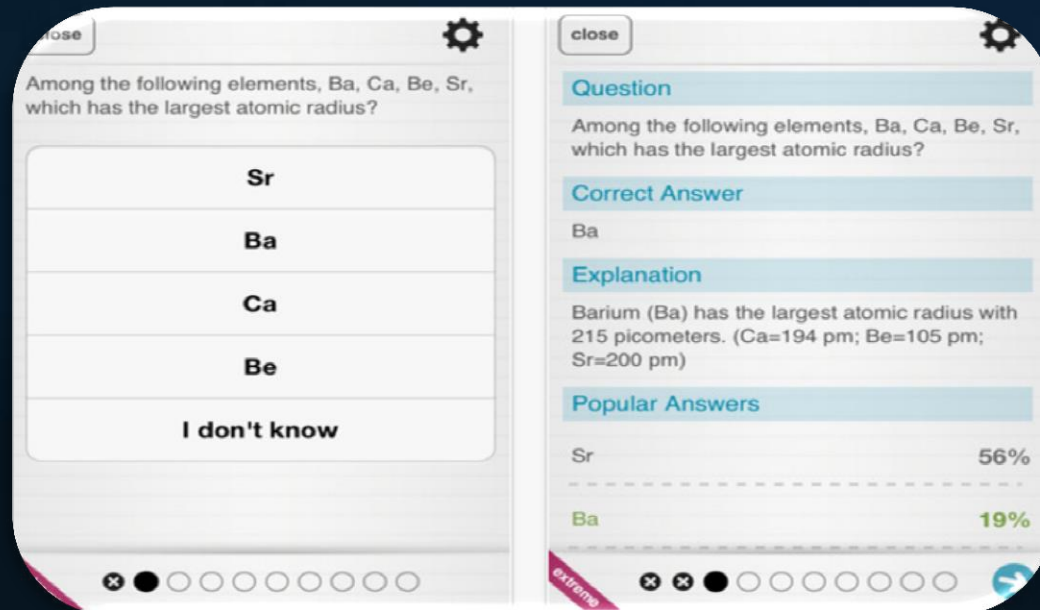 close
Among the following elements, Ba, Ca, Be, Sr,
which has the largest atomic radius?
Sr
Ba
Ca
Be
I don't know
close
Question
Among the following elements, Ba, Ca, Be, Sr,
which has the largest atomic radius?
Correct Answer
Ba
Explanation
Barium (Ba) has the largest atomic radius with
215 picometers. (Ca=194 pm; Be=105 pm;
Sr=200 pm)
Popular Answers
Sr 56%
Ba 19%
extreme